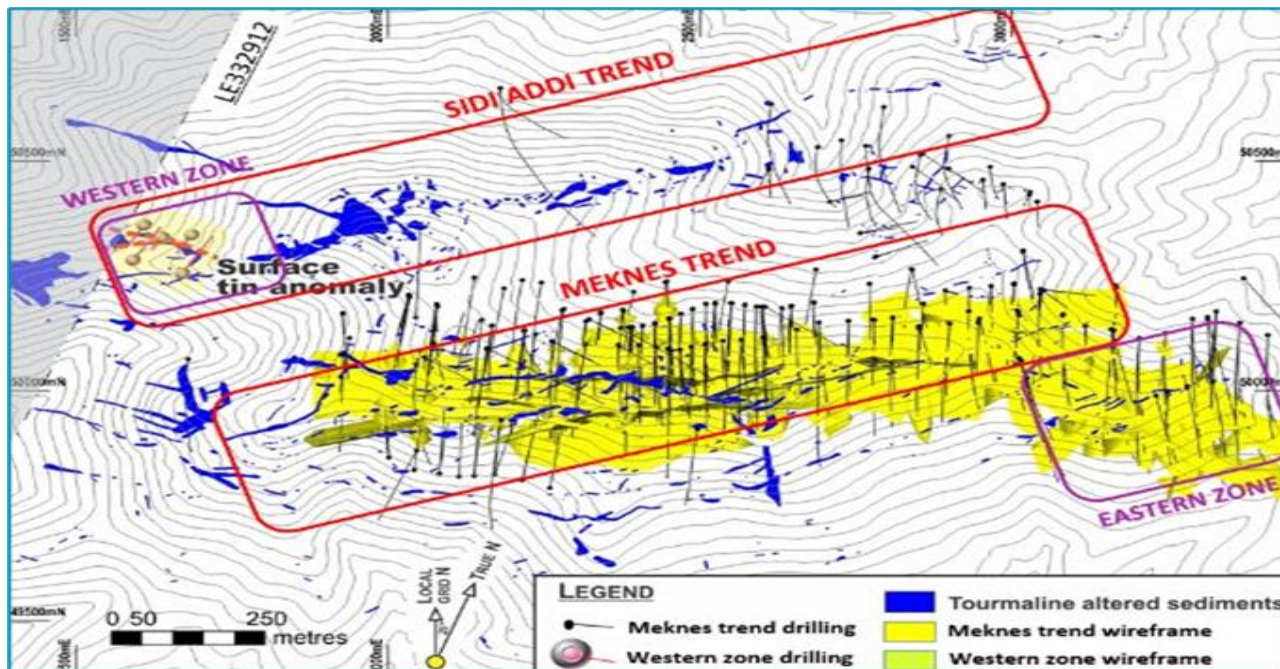 1500mE
2000mE
2500mE
3000mE
LE332912
SIDI ADDI TREND
50500mN
50500mN
WESTERN ZONE
Surface
tin anomaly
MEKNES TREND
50000mN
EASTERN ZONE
LOCAL
GRID N
TRUE N
49500mN
0 50 250
metres
LEGEND
Meknes trend drilling
Western zone drilling
Tourmaline altered sediments
Meknes trend wireframe
Western zone wireframe